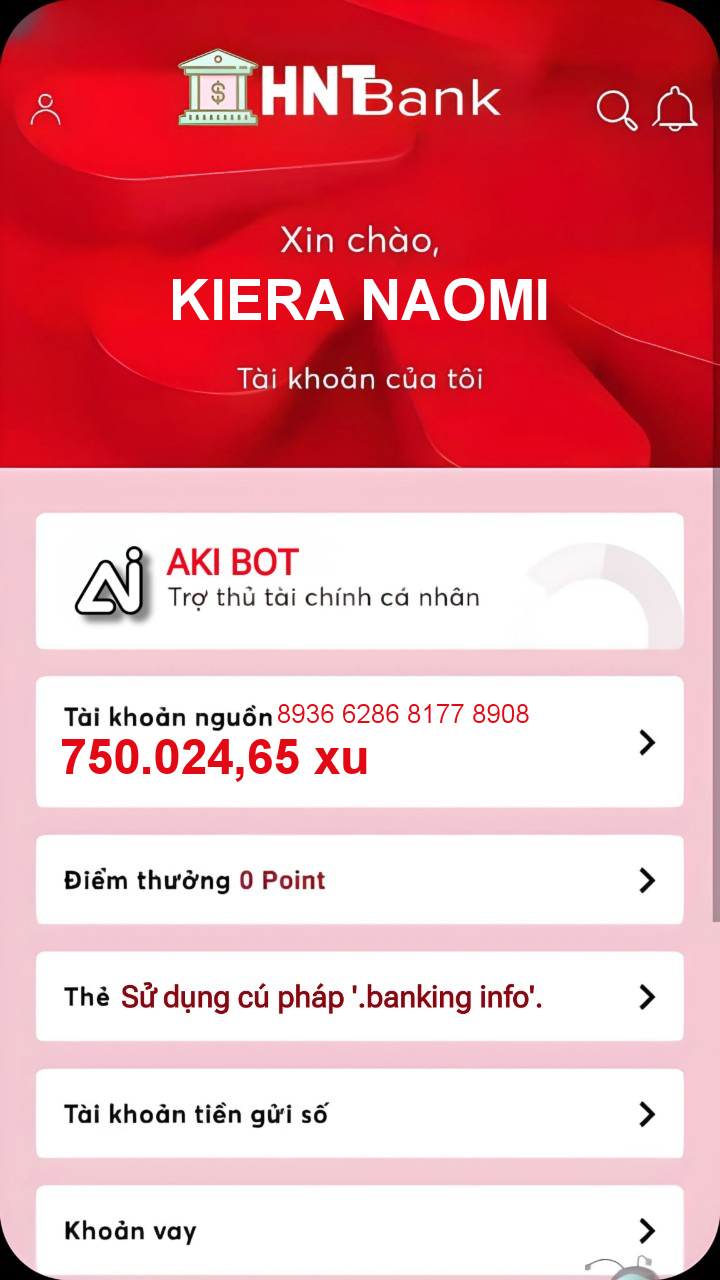 HNTBank
Xin chào,
KIERA NAOMI
Tài khoản của tôi
AKI BOT
Trợ thủ tài chính cá nhân
Tài khoản nguồn 8936 6286 8177 8908
750.024,65 xu
Điểm thưởng 0 Point
Thẻ Sử dụng cú pháp '.banking info'.
Tài khoản tiền gửi số
Khoản vay